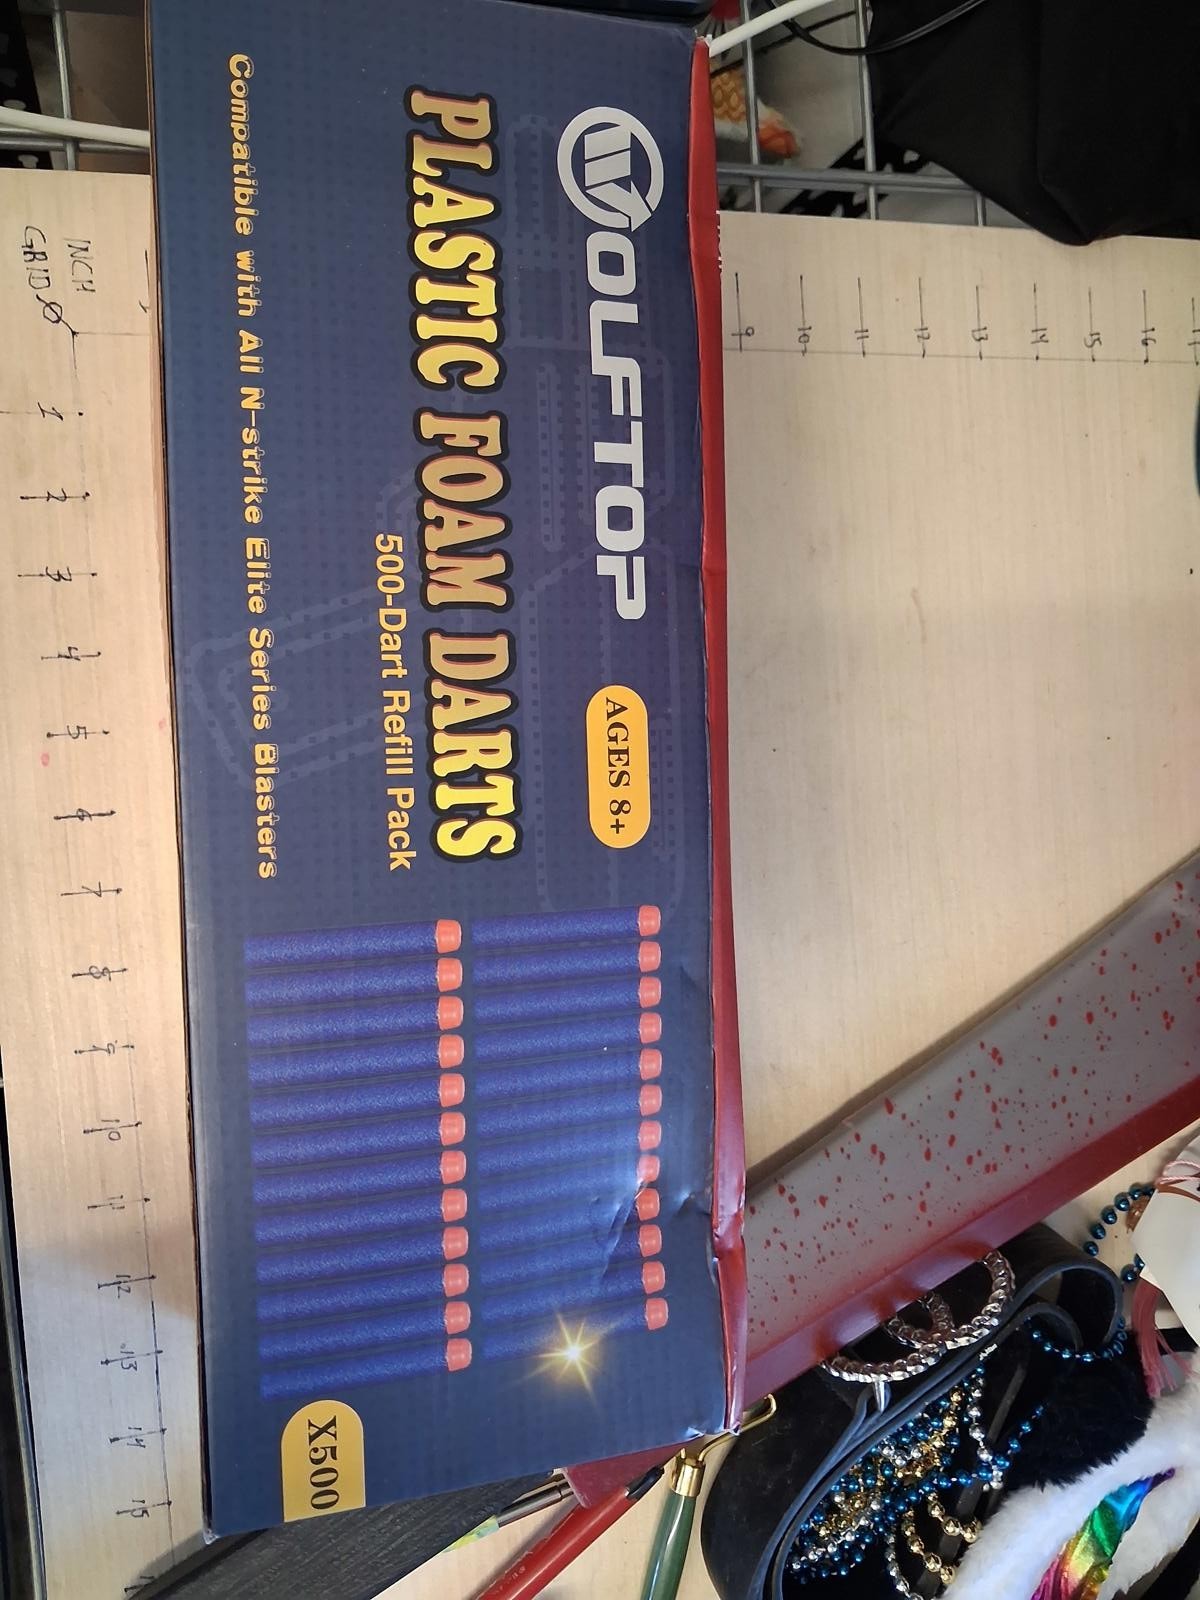 WOLFTOP
AGES 8+
PLASTIC FOAM DARTS
500-Dart Refill Pack
Compatible with All N-strike Elite Series Blasters
X500
INCH
GRID 0
1
2
3
4
5
6
7
8
9
10
11
12
13
14
15
9
10
11
12
13
14
15
16